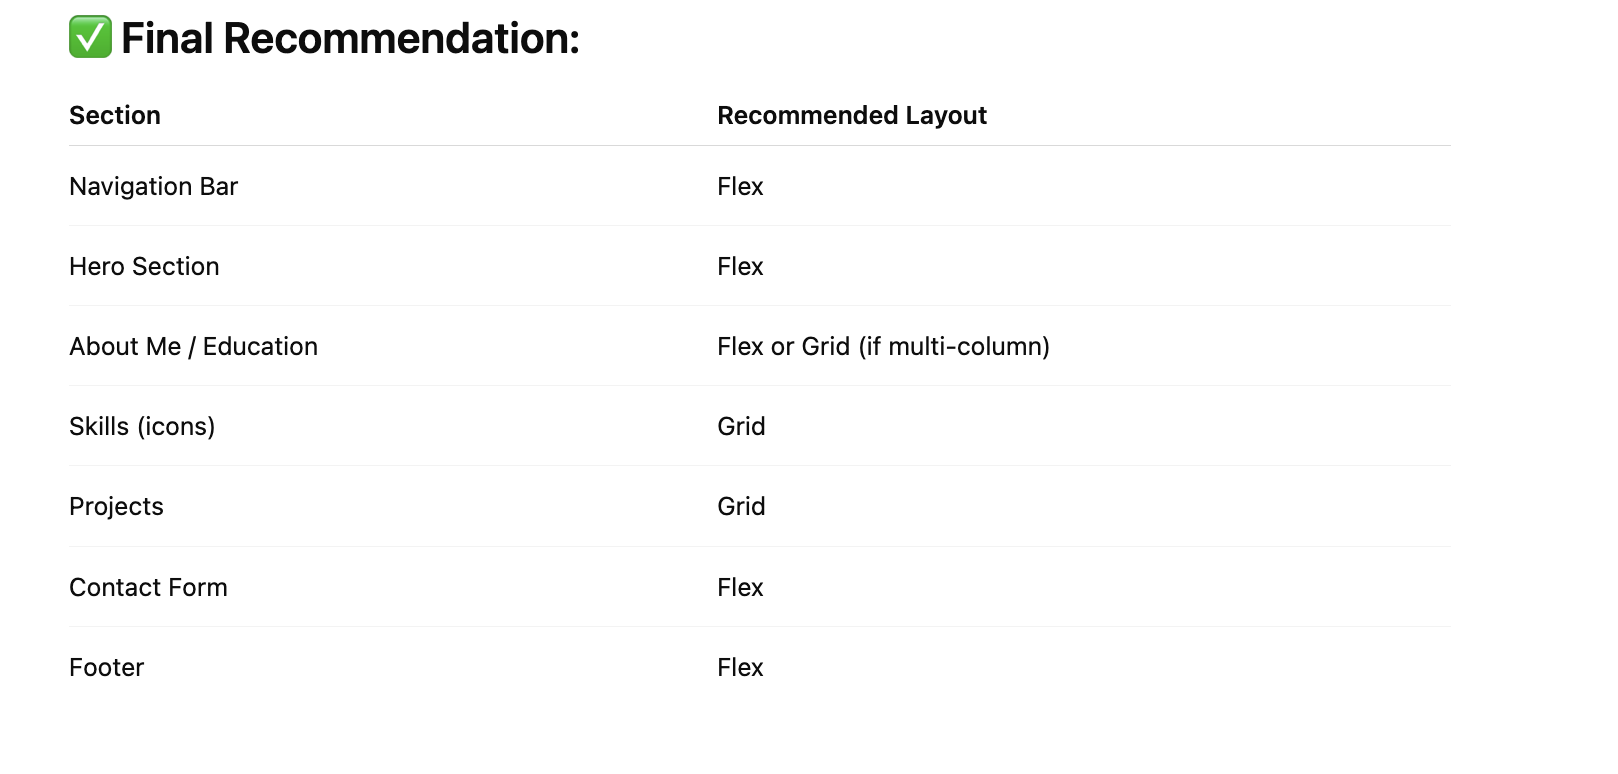 ✅ Final Recommendation:
Section Recommended Layout
Navigation Bar Flex
Hero Section Flex
About Me / Education Flex or Grid (if multi-column)
Skills (icons) Grid
Projects Grid
Contact Form Flex
Footer Flex